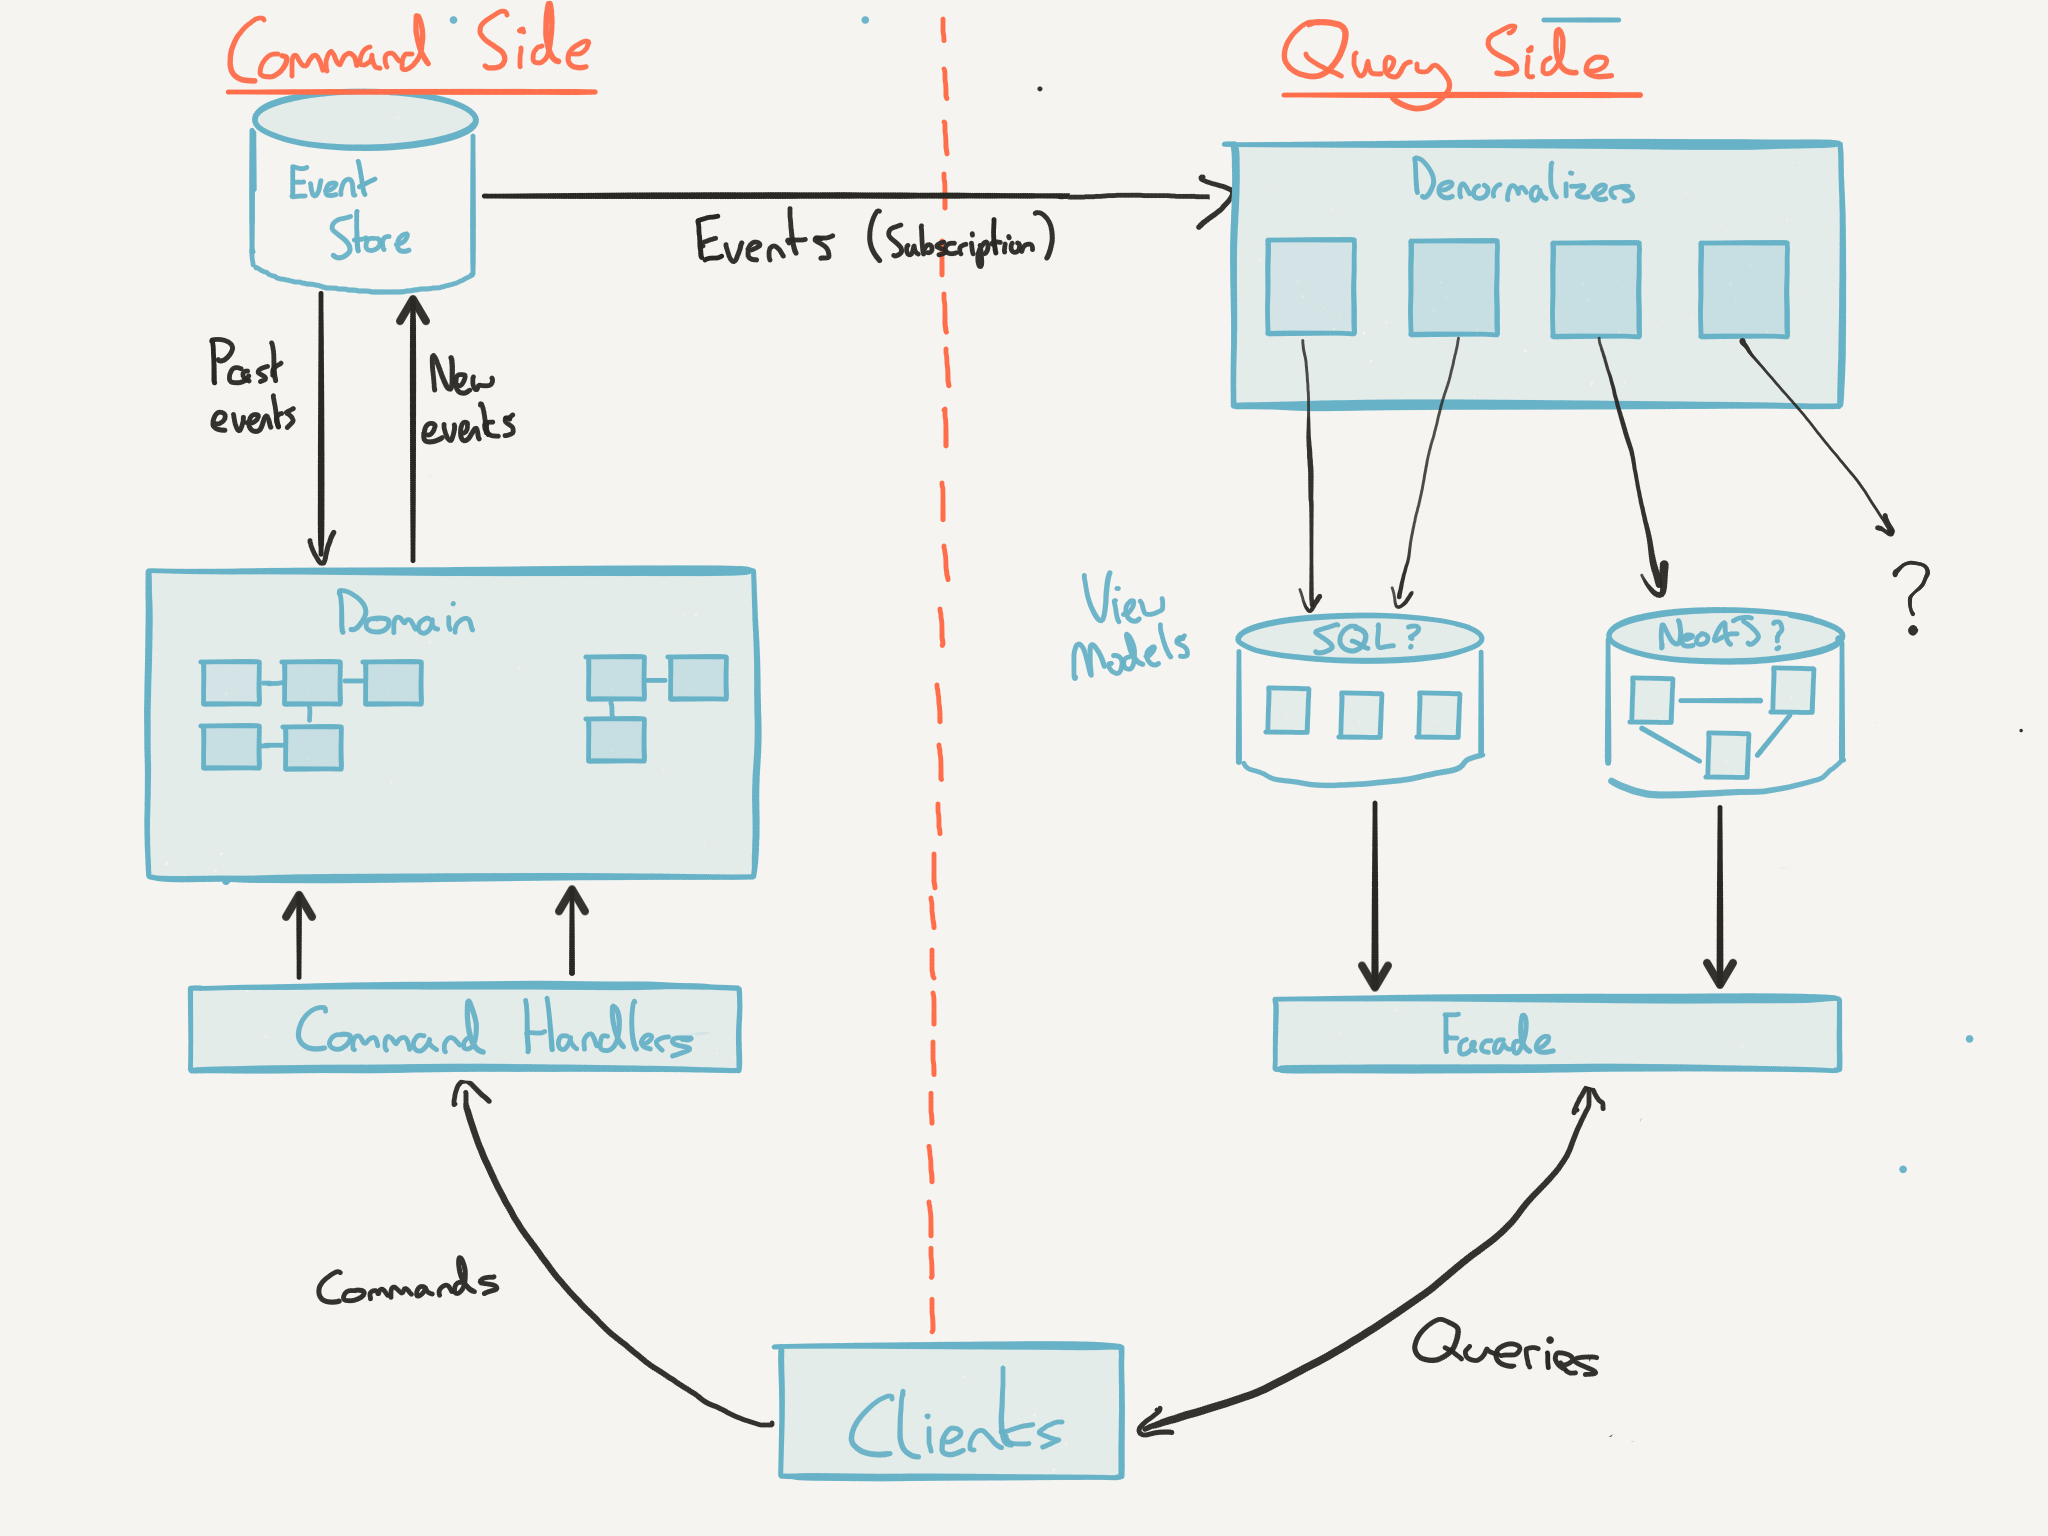 Command Side
Query Side
Event
Store
Denormalizers
Events (Subscription)
Past
events
New
events
Domain
View
Models
SQL?
Neo4J?
?
Command Handlers
Facade
Commands
Queries
Clients